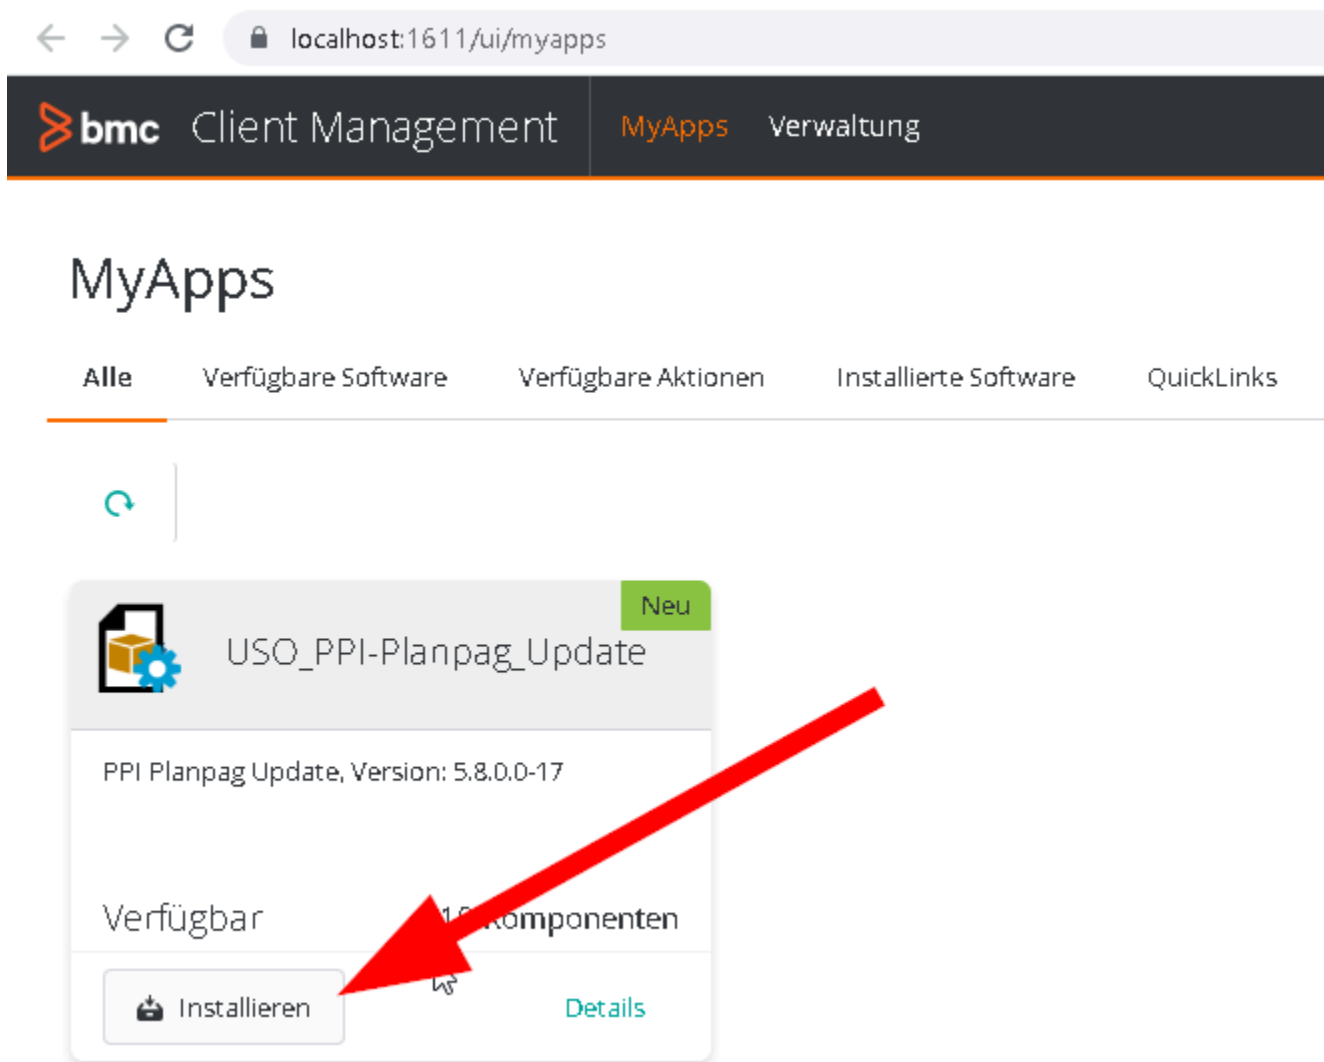 localhost:1611/ui/myapps
bmc Client Management MyApps Verwaltung
MyApps
Alle Verfügbare Software Verfügbare Aktionen Installierte Software QuickLinks
Neu
USO_PPI-Planpag_Update
PPI Planpag Update, Version: 5.8.0.0-17
Verfügbar Komponenten
Installieren Details